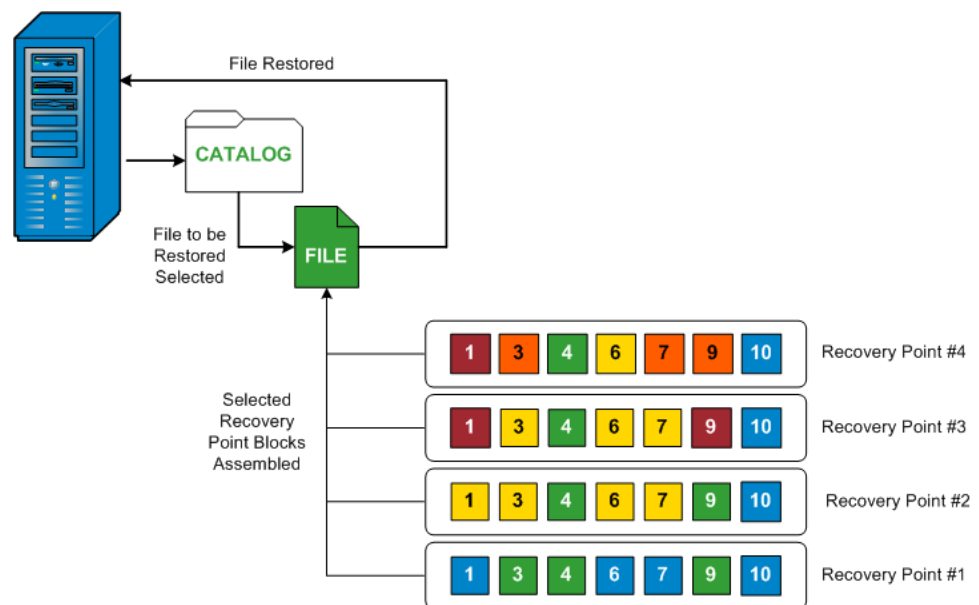 File Restored
CATALOG
File to be
Restored
Selected
FILE
Selected
Recovery
Point Blocks
Assembled
1 3 4 6 7 9 10 Recovery Point #4
1 3 4 6 7 9 10 Recovery Point #3
1 3 4 6 7 9 10 Recovery Point #2
1 3 4 6 7 9 10 Recovery Point #1